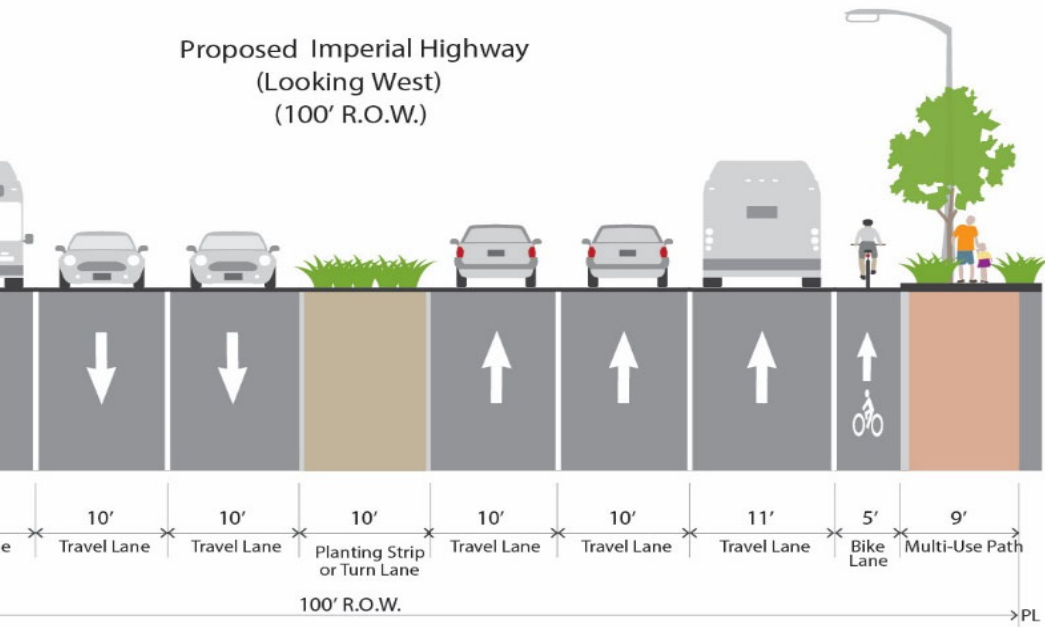 Proposed Imperial Highway
(Looking West)
(100' R.O.W.)
10' 10' 10' 10' 10' 11' 5' 9'
e Travel Lane Travel Lane Planting Strip Travel Lane Travel Lane Travel Lane Bike Multi-Use Path
or Turn Lane Lane
100' R.O.W.
PL